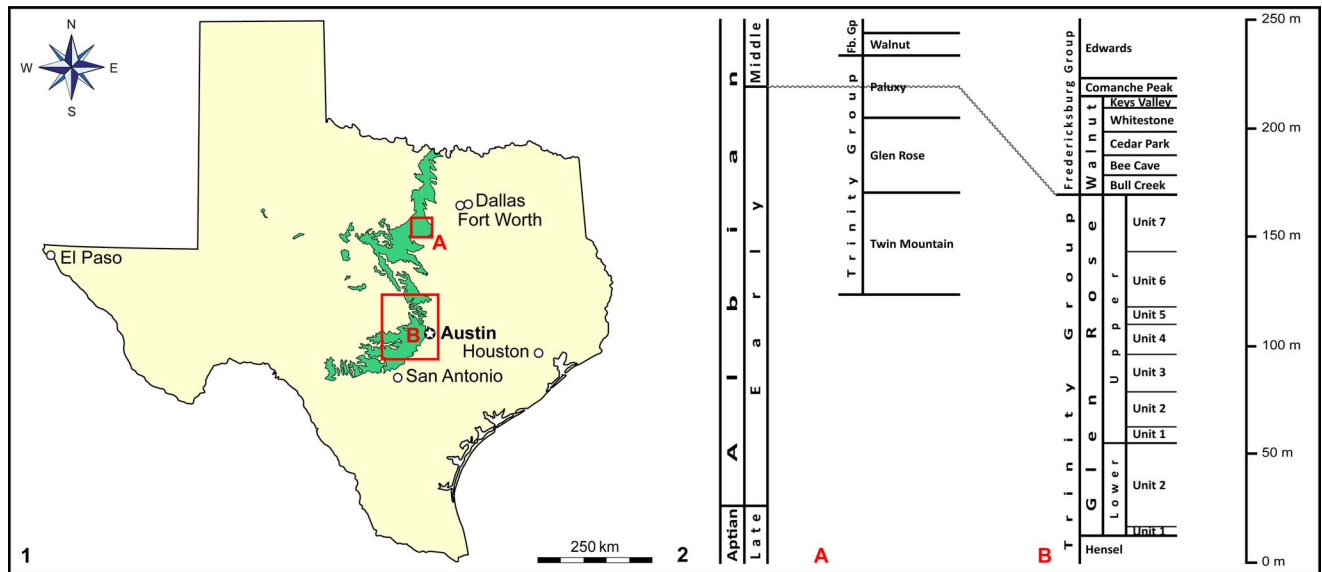 N
W
E
S
Dallas
Fort Worth
A
El Paso
B
Austin
Houston
San Antonio
250 km
1
2
Albian
Middle
Early
Aptian
Late
Fb. Gp
Walnut
Trinity Group
Paluxy
Glen Rose
Twin Mountain
A
Fredericksburg Group
Edwards
Comanche Peak
Walnut
Keys Valley
Whitestone
Cedar Park
Bee Cave
Bull Creek
Trinity Group
Glen Rose
Upper
Unit 7
Unit 6
Unit 5
Unit 4
Unit 3
Unit 2
Unit 1
Lower
Unit 2
Unit 1
Hensel
B
250 m
200 m
150 m
100 m
50 m
0 m